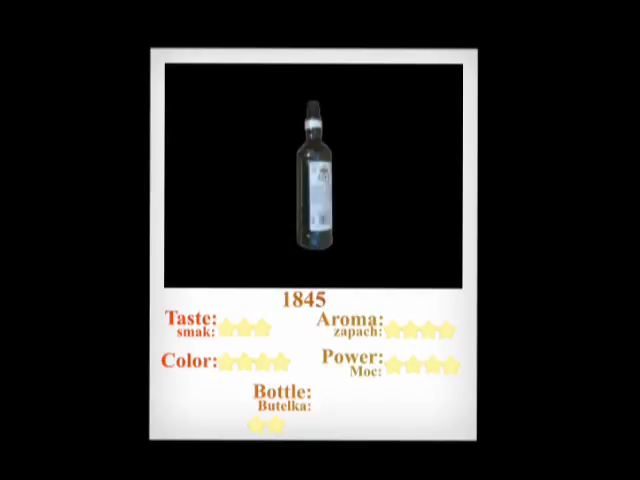 1845
Taste:
smak:
Aroma:
zapach:
Color:
Power:
Moc:
Bottle:
Butelka: